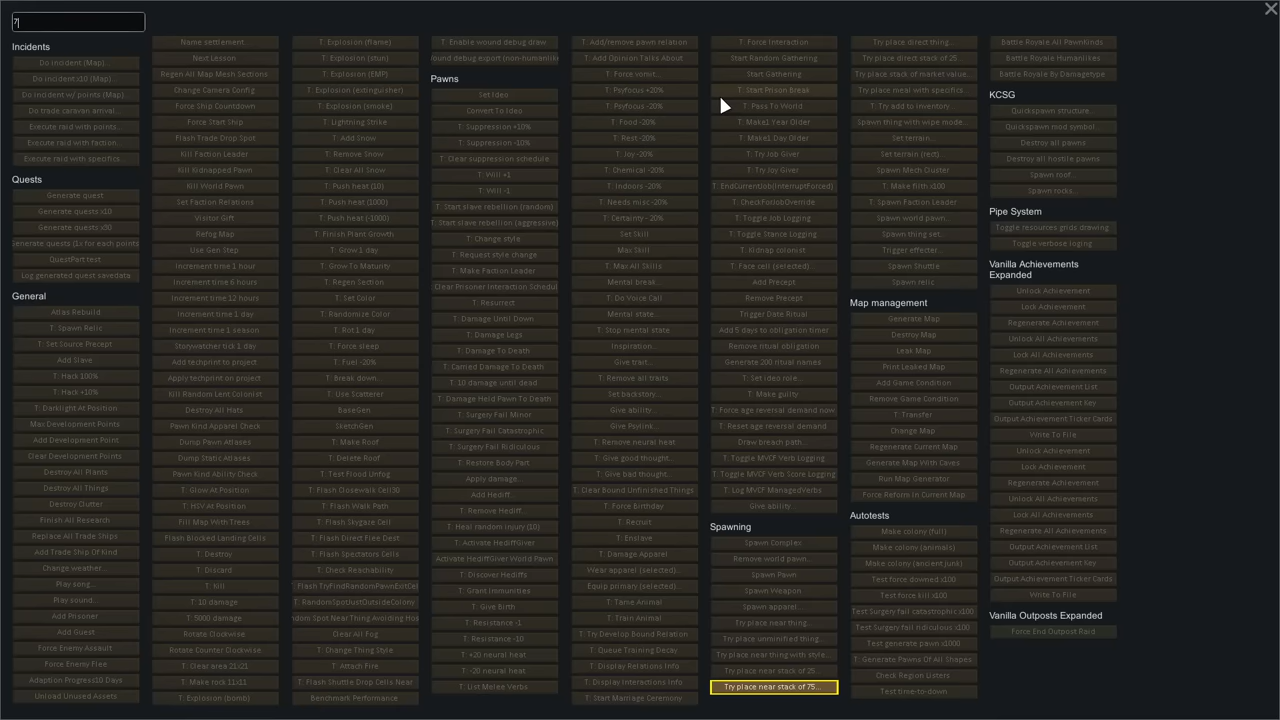 7
Incidents
Do incident (Map)...
Do incident x10 (Map)...
Do incident w/ points (Map)...
Do trade caravan arrival...
Execute raid with points...
Execute raid with faction...
Execute raid with specifics...
Quests
Generate quest
Generate quests x10
Generate quests x30
Generate quests (1x for each points
QuestPart test
Log generated quest savedata
General
Atlas Rebuild
T: Spawn Relic
T: Set Source Precept
Add Slave
T: Hack 100%
T: Hack +10%
T: Darklight At Position
Max Development Points
Add Development Point
Clear Development Points
Destroy All Plants
Destroy All Things
Destroy Clutter
Finish All Research
Replace All Trade Ships
Add Trade Ship Of Kind
Change weather...
Play song...
Play sound...
Add Prisoner
Add Guest
Force Enemy Assault
Force Enemy Flee
Adaption Progress10 Days
Unload Unused Assets
Name settlement
Next Lesson
Regen All Map Mesh Sections
Change Camera Config
Force Ship Countdown
Force Start Ship
Flash Trade Drop Spot
Kill Faction Leader
Kill Kidnapped Pawn
Kill World Pawn
Set Faction Relations
Visitor Gift
Refog Map
Use Gen Step
Increment time 1 hour
Increment time 6 hours
Increment time 12 hours
Increment time 1 day
Increment time 1 season
Storywatcher tick 1 day
Add techprint to project
Apply techprint on project
Kill Random Lent Colonist
Destroy All Hats
Pawn Kind Apparel Check
Dump Pawn Atlases
Dump Static Atlases
Pawn Kind Ability Check
T: Glow At Position
T: HSV At Position
Fill Map With Trees
Flash Blocked Landing Cells
T: Destroy
T: Discard
T: Kill
T: 10 damage
T: 5000 damage
Rotate Clockwise
Rotate Counter Clockwise
T: Clear area 21x21
T: Make rock 11x11
T: Explosion (bomb)
T: Explosion (flame)
T: Explosion (stun)
T: Explosion (EMP)
T: Explosion (extinguisher)
T: Explosion (smoke)
T: Lightning Strike
T: Add Snow
T: Remove Snow
T: Clear All Snow
T: Push heat (10)
T: Push heat (1000)
T: Push heat (-1000)
T: Finish Plant Growth
T: Grow 1 day
T: Grow To Maturity
T: Regen Section
T: Set Color
T: Randomize Color
T: Rot 1 day
T: Force sleep
T: Fuel -20%
T: Break down...
T: Use Scatterer
BaseGen
SketchGen
T: Make Roof
T: Delete Roof
T: Test Flood Unfog
T: Flash Closewalk Cell30
T: Flash Walk Path
T: Flash Skygaze Cell
T: Flash Direct Flee Dest
T: Flash Spectators Cells
T: Check Reachability
Flash TryFindRandomPawnExitCel
T: RandomSpotJustOutsideColony
dom Spot Near Thing Avoiding Hos
Clear All Fog
T: Change Thing Style
T: Attach Fire
T: Flash Shuttle Drop Cells Near
Benchmark Performance
T: Enable wound debug draw
ound debug export (non-humanlik
Pawns
Set Ideo
Convert To Ideo
T: Suppression +10%
T: Suppression -10%
T: Clear suppression schedule
T: Will +1
T: Will -1
T: Start slave rebellion (random)
T: Start slave rebellion (aggressive)
T: Change style
T: Request style change
T: Make Faction Leader
Clear Prisoner Interaction Schedul
T: Resurrect
T: Damage Until Down
T: Damage Legs
T: Damage To Death
T: Carried Damage To Death
T: 10 damage until dead
T: Damage Held Pawn To Death
T: Surgery Fail Minor
T: Surgery Fail Catastrophic
T: Surgery Fail Ridiculous
T: Restore Body Part
Apply damage...
Add Hediff...
T: Remove Hediff...
T: Heal random injury (10)
T: Activate HediffGiver
Activate HediffGiver World Pawn
T: Discover Hediffs
T: Grant Immunities
T: Give Birth
T: Resistance -1
T: Resistance -10
T: +20 neural heat
T: -20 neural heat
T: List Melee Verbs
T: Add/remove pawn relation
T: Add Opinion Talks About
T: Force vomit...
T: Psyfocus +20%
T: Psyfocus -20%
T: Food -20%
T: Rest -20%
T: Joy -20%
T: Chemical -20%
T: Indoors -20%
T: Needs misc -20%
T: Certainty - 20%
Set Skill
Max Skill
T: Max All Skills
Mental break...
T: Do Voice Call
Mental state...
T: Stop mental state
Inspiration...
Give trait...
T: Remove all traits
Set backstory...
Give ability...
T: Give Psylink...
T: Remove neural heat
T: Give good thought...
T: Give bad thought...
T: Clear Bound Unfinished Things
T: Force Birthday
T: Recruit
T: Enslave
T: Damage Apparel
Wear apparel (selected)...
Equip primary (selected)...
T: Tame Animal
T: Train Animal
T: Try Develop Bound Relation
T: Queue Training Decay
T: Display Relations Info
T: Display Interactions Info
T: Start Marriage Ceremony
T: Force Interaction
Start Random Gathering
Start Gathering
T: Start Prison Break
T: Pass To World
T: Make1 Year Older
T: Make1 Day Older
T: Try Job Giver
T: Try Joy Giver
T: EndCurrentJob(InterruptForced)
T: CheckForJobOverride
T: Toggle Job Logging
T: Toggle Stance Logging
T: Kidnap colonist
T: Face cell (selected)
Add Precept
Remove Precept
Trigger Date Ritual
Add 5 days to obligation timer
Remove ritual obligation
Generate 200 ritual names
T: Set ideo role...
T: Make guilty
T: Force age reversal demand now
T: Reset age reversal demand
Draw breach path...
T: Toggle MVCF Verb Logging
T: Toggle MVCF Verb Score Logging
T: Log MVCF ManagedVerbs
Give ability...
Spawning
Spawn Complex
Remove world pawn...
Spawn Pawn
Spawn Weapon
Spawn apparel...
Try place near thing...
Try place unminified thing...
Try place near thing with style...
Try place near stack of 25...
Try place near stack of 75...
Try place direct thing...
Try place direct stack of 25...
Try place stack of market value...
Try place meal with specifics...
T: Try add to inventory...
Spawn thing with wipe mode...
Set terrain...
Set terrain (rect)...
Spawn Mech Cluster
T: Make filth x100
T: Spawn Faction Leader
Spawn world pawn...
Spawn thing set...
Trigger effecter...
Spawn Shuttle
Spawn relic
Map management
Generate Map
Destroy Map
Leak Map
Print Leaked Map
Add Game Condition
Remove Game Condition
T: Transfer
Change Map
Regenerate Current Map
Generate Map With Caves
Run Map Generator
Force Reform In Current Map
Autotests
Make colony (full)
Make colony (animals)
Make colony (ancient junk)
Test force downed x100
Test force kill x100
Test Surgery fail catastrophic x100
Test Surgery fail ridiculous x100
Test generate pawn x1000
T: Generate Pawns Of All Shapes
Check Region Listers
Test time-to-down
Battle Royale All PawnKinds
Battle Royale Humanlikes
Battle Royale By Damagetype
KCSG
Quickspawn structure...
Quickspawn mod symbol...
Destroy all pawns
Destroy all hostile pawns
Spawn roof...
Spawn rocks...
Pipe System
Toggle resources grids drawing
Toggle verbose loging
Vanilla Achievements
Expanded
Unlock Achievement
Lock Achievement
Regenerate Achievement
Unlock All Achievements
Lock All Achievements
Regenerate All Achievements
Output Achievement List
Output Achievement Key
Output Achievement Ticker Cards
Write To File
Unlock Achievement
Lock Achievement
Regenerate Achievement
Unlock All Achievements
Lock All Achievements
Regenerate All Achievements
Output Achievement List
Output Achievement Key
Output Achievement Ticker Cards
Write To File
Vanilla Outposts Expanded
Force End Outpost Raid